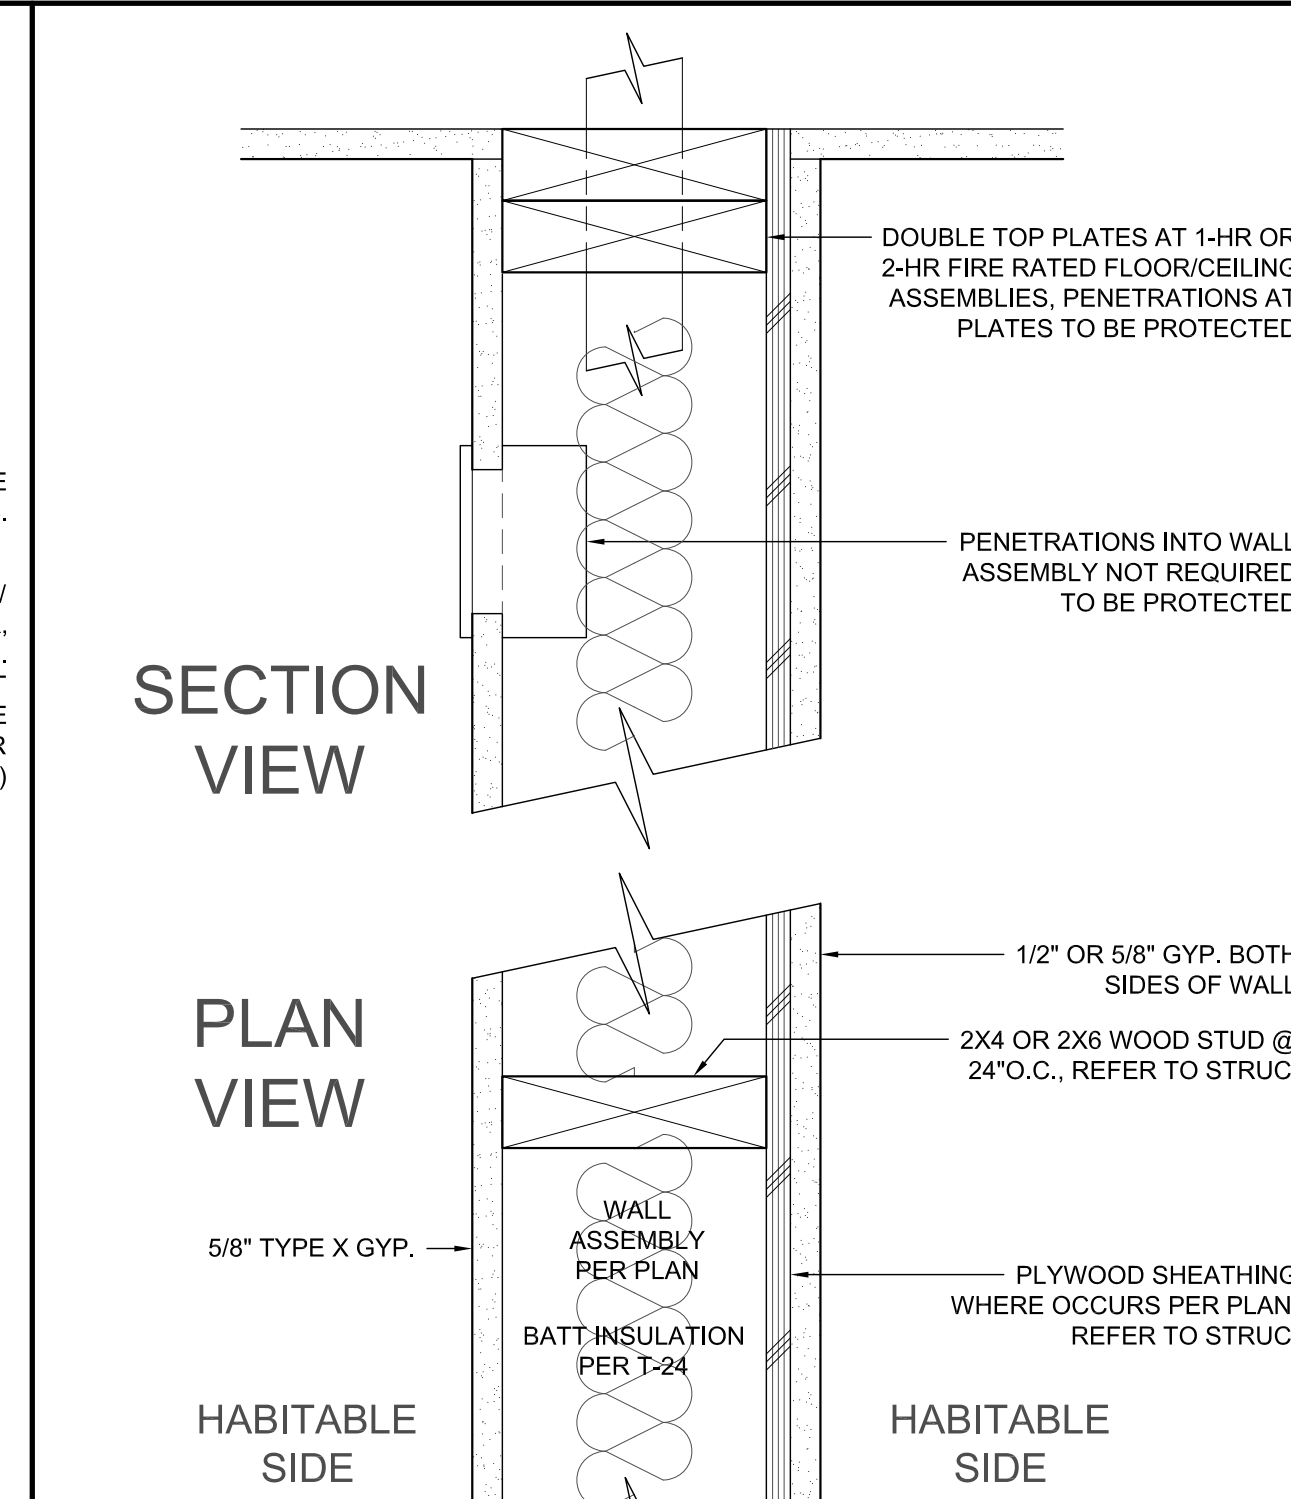 DOUBLE TOP PLATES AT 1-HR OR
2-HR FIRE RATED FLOOR/CEILING
ASSEMBLIES, PENETRATIONS AT
PLATES TO BE PROTECTED
PENETRATIONS INTO WALL
ASSEMBLY NOT REQUIRED
TO BE PROTECTED
SECTION
VIEW
1/2" OR 5/8" GYP. BOTH
SIDES OF WALL
PLAN
VIEW
2X4 OR 2X6 WOOD STUD @
24"O.C., REFER TO STRUC
WALL
ASSEMBLY
PER PLAN
5/8" TYPE X GYP.
PLYWOOD SHEATHING
WHERE OCCURS PER PLAN
REFER TO STRUC
BATT INSULATION
PER T-24
HABITABLE
SIDE
HABITABLE
SIDE